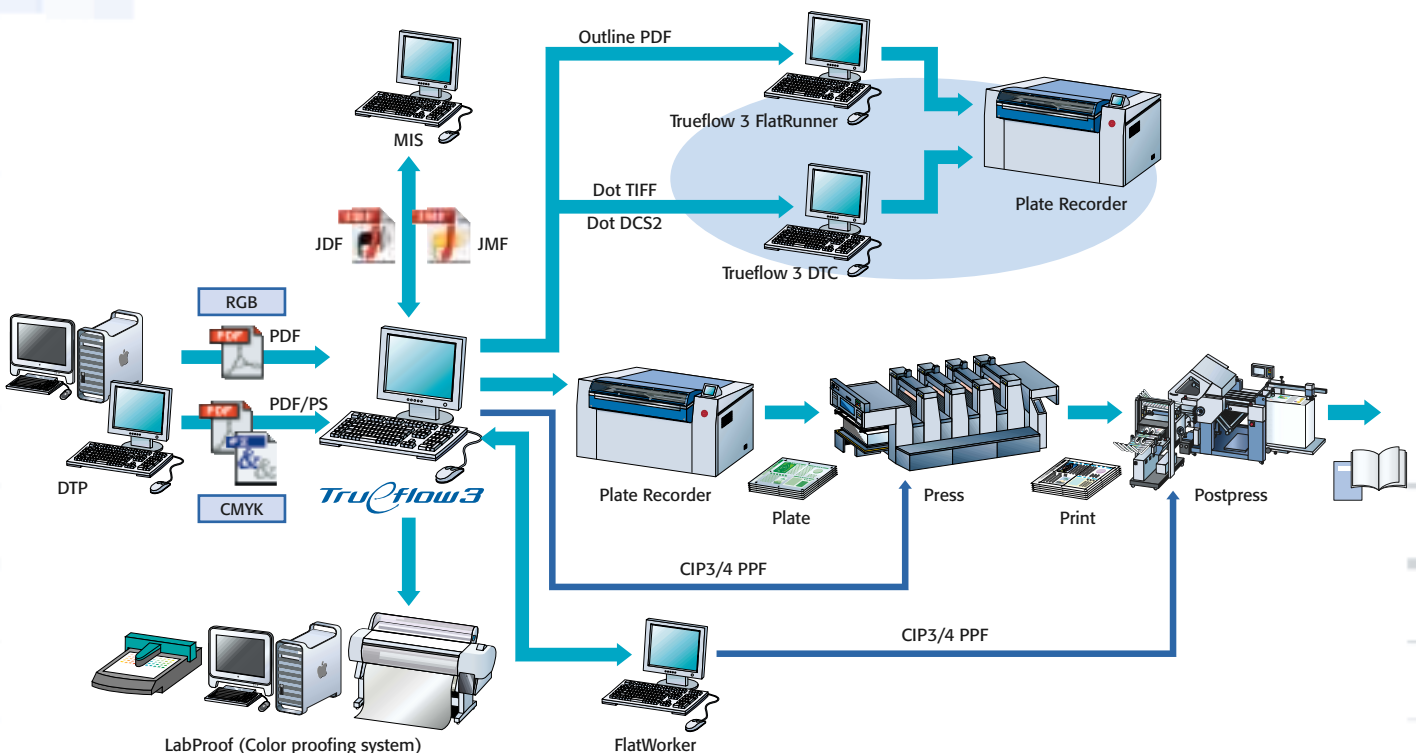 Outline PDF
Trueflow 3 FlatRunner
MIS
Dot TIFF
Dot DCS2
Plate Recorder
JDF
JMF
Trueflow 3 DTC
RGB
PDF
PDF
PDF/PS
PDF
DTP
CMYK
Trueflow3
Plate Recorder
Plate
Press
Print
Postpress
CIP3/4 PPF
CIP3/4 PPF
LabProof (Color proofing system)
FlatWorker